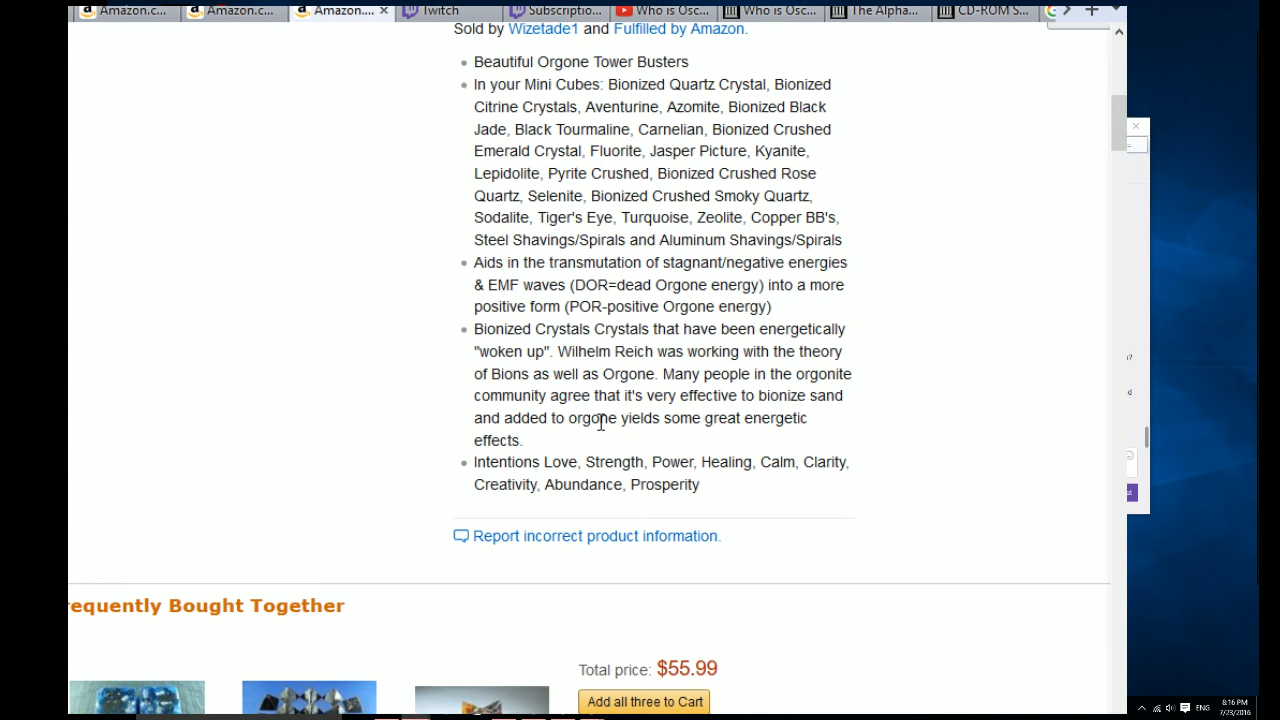 Amazon.c...
Amazon.c...
Amazon....
Twitch
Subscriptio...
Who is Osc...
Who is Osc...
The Alpha...
CD-ROM S...
Sold by Wizetade1 and Fulfilled by Amazon.
Beautiful Orgone Tower Busters
In your Mini Cubes: Bionized Quartz Crystal, Bionized
Citrine Crystals, Aventurine, Azomite, Bionized Black
Jade, Black Tourmaline, Carnelian, Bionized Crushed
Emerald Crystal, Fluorite, Jasper Picture, Kyanite,
Lepidolite, Pyrite Crushed, Bionized Crushed Rose
Quartz, Selenite, Bionized Crushed Smoky Quartz,
Sodalite, Tiger's Eye, Turquoise, Zeolite, Copper BB's,
Steel Shavings/Spirals and Aluminum Shavings/Spirals
Aids in the transmutation of stagnant/negative energies
& EMF waves (DOR=dead Orgone energy) into a more
positive form (POR-positive Orgone energy)
Bionized Crystals Crystals that have been energetically
"woken up". Wilhelm Reich was working with the theory
of Bions as well as Orgone. Many people in the orgonite
community agree that it's very effective to bionize sand
and added to orgone yields some great energetic
effects.
Intentions Love, Strength, Power, Healing, Calm, Clarity,
Creativity, Abundance, Prosperity
Report incorrect product information.
requently Bought Together
Total price: $55.99
Add all three to Cart
ENG
8:16 PM
7/23/2016